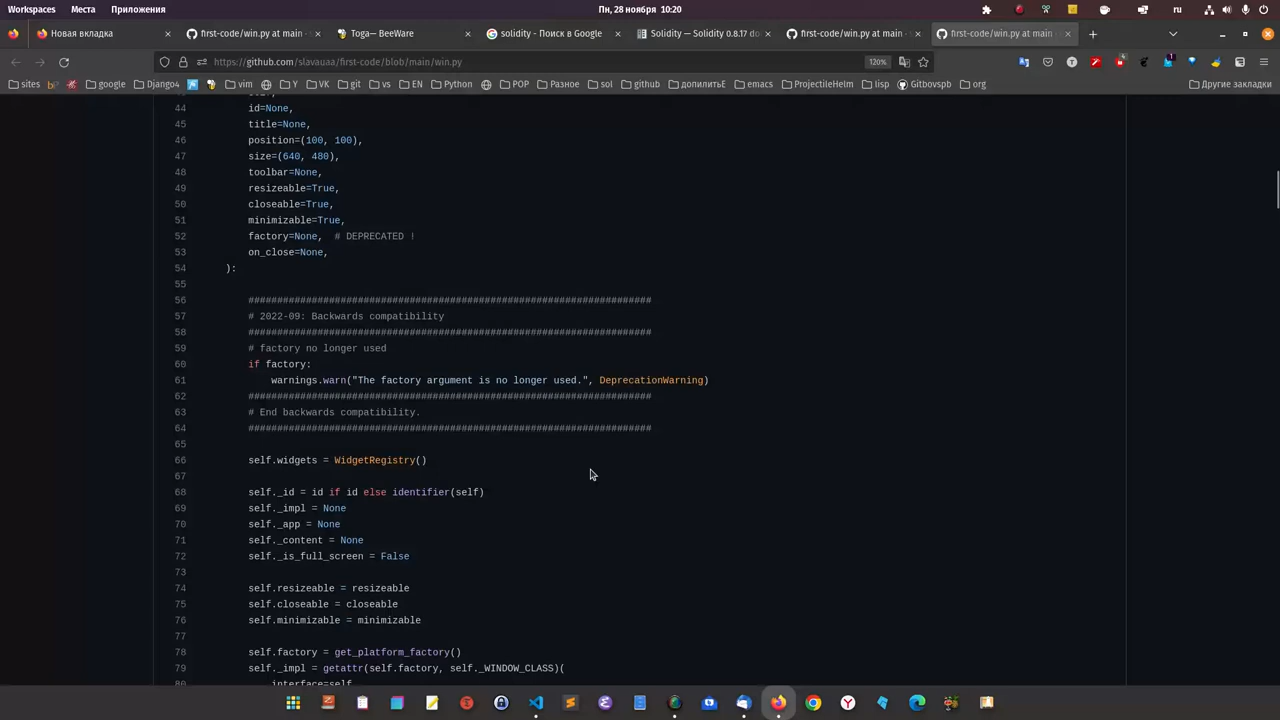 Workspaces Места Приложения Пн, 28 ноября 10:20 ru
Новая вкладка first-code/win.py at main · Toga— BeeWare solidity - Поиск в Google Solidity — Solidity 0.8.17 do first-code/win.py at main · first-code/win.py at main ·
https://github.com/slavauaa/first-code/blob/main/win.py 120%
sites google Django4 vim Y VK git vs EN Python POP Разное sol github допилитьЕ emacs ProjectileHelm lisp Gitbovspb org Другие закладки
44 id=None,
45 title=None,
46 position=(100, 100),
47 size=(640, 480),
48 toolbar=None,
49 resizeable=True,
50 closeable=True,
51 minimizable=True,
52 factory=None, # DEPRECATED !
53 on_close=None,
54 ):
55
56 ######################################################################
57 # 2022-09: Backwards compatibility
58 ######################################################################
59 # factory no longer used
60 if factory:
61 warnings.warn("The factory argument is no longer used.", DeprecationWarning)
62 ######################################################################
63 # End backwards compatibility.
64 ######################################################################
65
66 self.widgets = WidgetRegistry()
67
68 self._id = id if id else identifier(self)
69 self._impl = None
70 self._app = None
71 self._content = None
72 self._is_full_screen = False
73
74 self.resizeable = resizeable
75 self.closeable = closeable
76 self.minimizable = minimizable
77
78 self.factory = get_platform_factory()
79 self._impl = getattr(self.factory, self._WINDOW_CLASS)(
80 interface=self